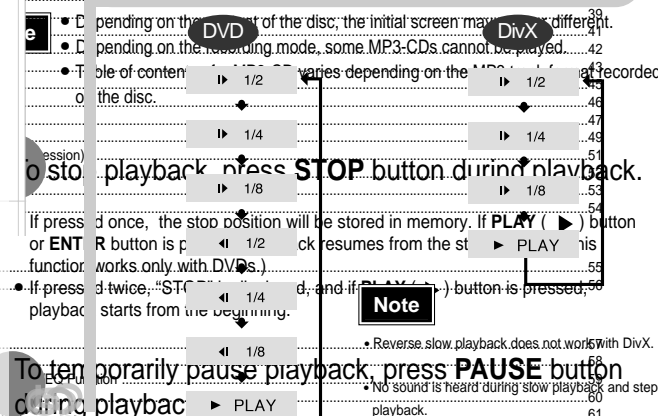 • Depending on the of the disc, the initial screen may different.
• Depending on the recording mode, some MP3-CDs cannot be played.
• Table of contents MP3-CD varies depending on the MP3 recorded
on the disc.
e
DVD
1/2
1/4
1/8
1/2
1/4
1/8
PLAY
DivX
1/2
1/4
1/8
PLAY
39
41
42
43
45
46
47
49
51
53
54
55
56
57
58
59
60
61
ession)
To stop playback, press STOP button during playback.
If pressed once, the stop position will be stored in memory. If PLAY ( ) button
or ENTER button is resumes from the
function works only with DVDs.)
• If pressed twice, "STOP" and if PLAY ( ) button is pressed,
playback starts from the beginning.
Note
• Reverse slow playback does not work with DivX.
• No sound is heard during slow playback and step
playback.
EQ Function
To temporarily pause playback, press PAUSE button
during playback